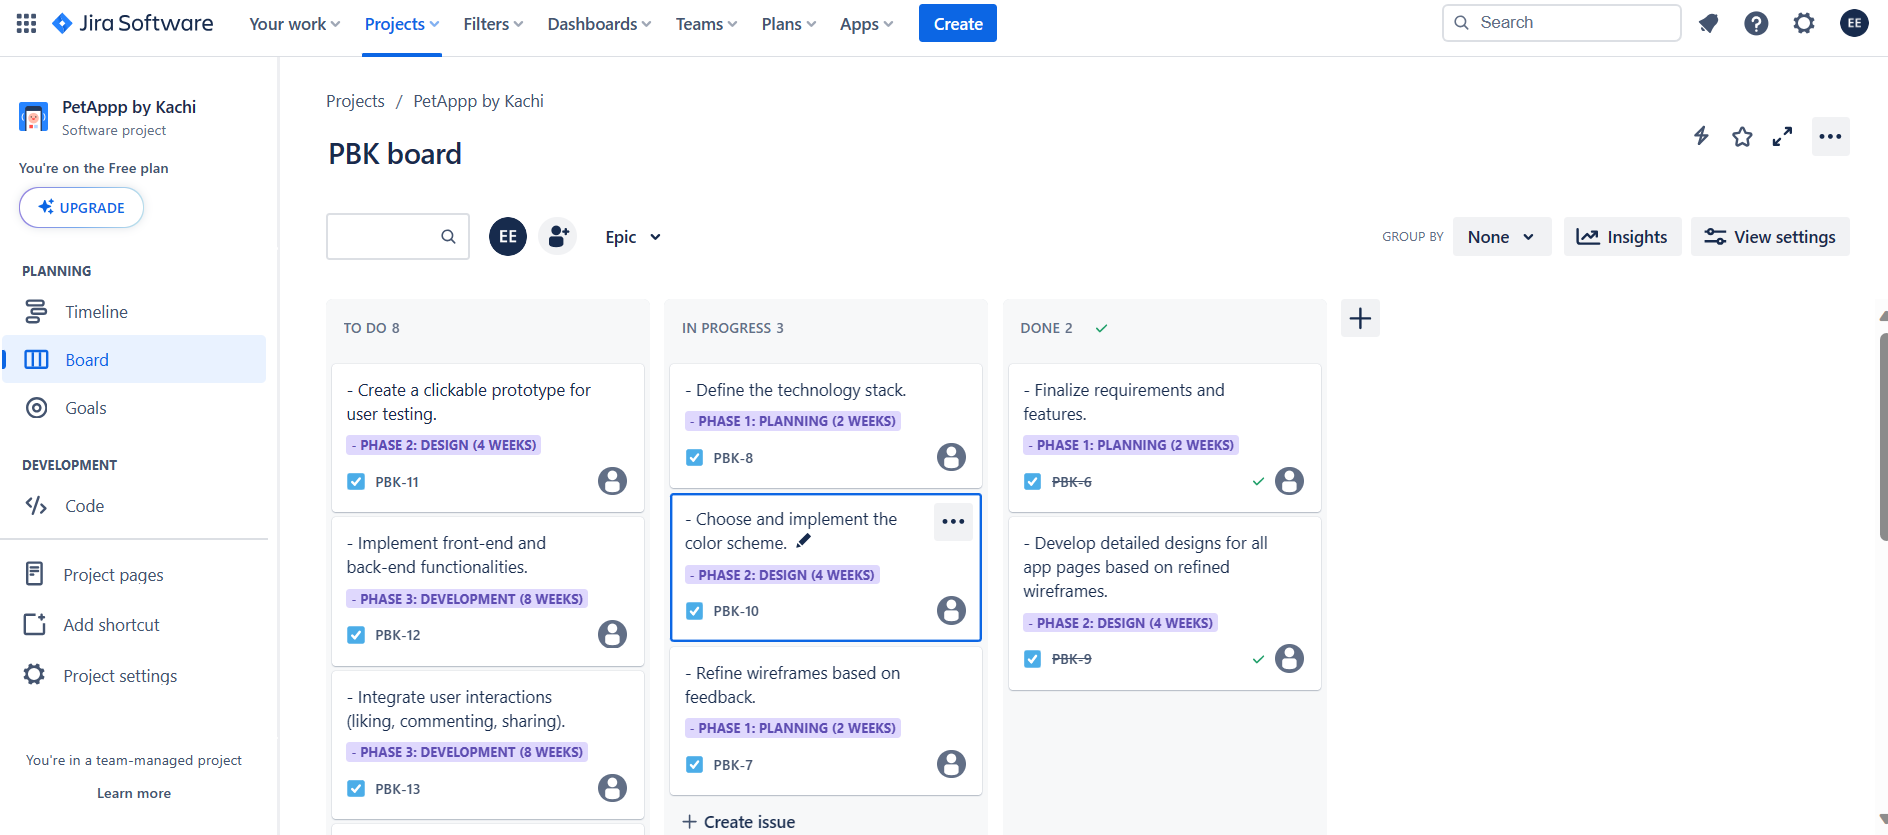 Jira Software
Your work
Projects
Filters
Dashboards
Teams
Plans
Apps
Create
Search
EE
PetAppp by Kachi
Software project
You're on the Free plan
UPGRADE
PLANNING
Timeline
Board
Goals
DEVELOPMENT
Code
Project pages
Add shortcut
Project settings
You're in a team-managed project
Learn more
Projects / PetAppp by Kachi
PBK board
EE
Epic
GROUP BY
None
Insights
View settings
TO DO 8
- Create a clickable prototype for
user testing.
- PHASE 2: DESIGN (4 WEEKS)
PBK-11
- Implement front-end and
back-end functionalities.
- PHASE 3: DEVELOPMENT (8 WEEKS)
PBK-12
- Integrate user interactions
(liking, commenting, sharing).
- PHASE 3: DEVELOPMENT (8 WEEKS)
PBK-13
IN PROGRESS 3
- Define the technology stack.
- PHASE 1: PLANNING (2 WEEKS)
PBK-8
- Choose and implement the
color scheme.
- PHASE 2: DESIGN (4 WEEKS)
PBK-10
- Refine wireframes based on
feedback.
- PHASE 1: PLANNING (2 WEEKS)
PBK-7
+ Create issue
DONE 2
- Finalize requirements and
features.
- PHASE 1: PLANNING (2 WEEKS)
PBK-6
- Develop detailed designs for all
app pages based on refined
wireframes.
- PHASE 2: DESIGN (4 WEEKS)
PBK-9